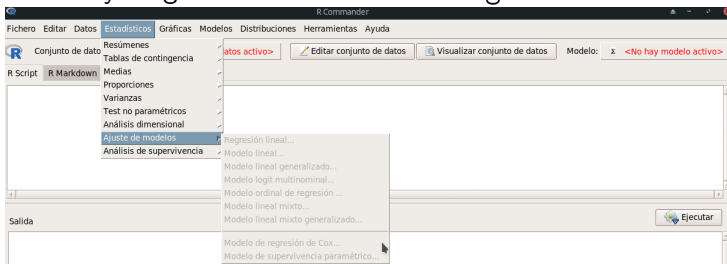 R Commander
Fichero Editar Datos Estadísticos Gráficas Modelos Distribuciones Herramientas Ayuda
R Conjunto de dato atos activo> Editar conjunto de datos Visualizar conjunto de datos Modelo: Σ <No hay modelo activo>
R Script R Markdown
Resúmenes
Tablas de contingencia
Medias
Proporciones
Varianzas
Test no paramétricos
Análisis dimensional
Ajuste de modelos
Análisis de supervivencia
Regresión lineal...
Modelo lineal...
Modelo lineal generalizado...
Modelo logit multinominal...
Modelo ordinal de regresión ...
Modelo lineal mixto...
Modelo lineal mixto generalizado...
Modelo de regresión de Cox...
Modelo de supervivencia paramétrico...
Salida
Ejecutar